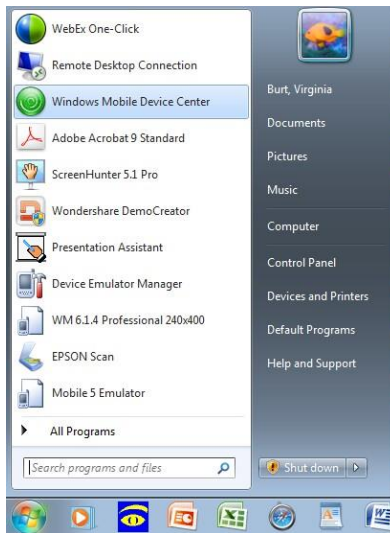 WebEx One-Click
Remote Desktop Connection
Windows Mobile Device Center
Adobe Acrobat 9 Standard
ScreenHunter 5.1 Pro
Wondershare DemoCreator
Presentation Assistant
Device Emulator Manager
WM 6.1.4 Professional 240x400
EPSON Scan
Mobile 5 Emulator
All Programs
Search programs and files
Burt, Virginia
Documents
Pictures
Music
Computer
Control Panel
Devices and Printers
Default Programs
Help and Support
Shut down